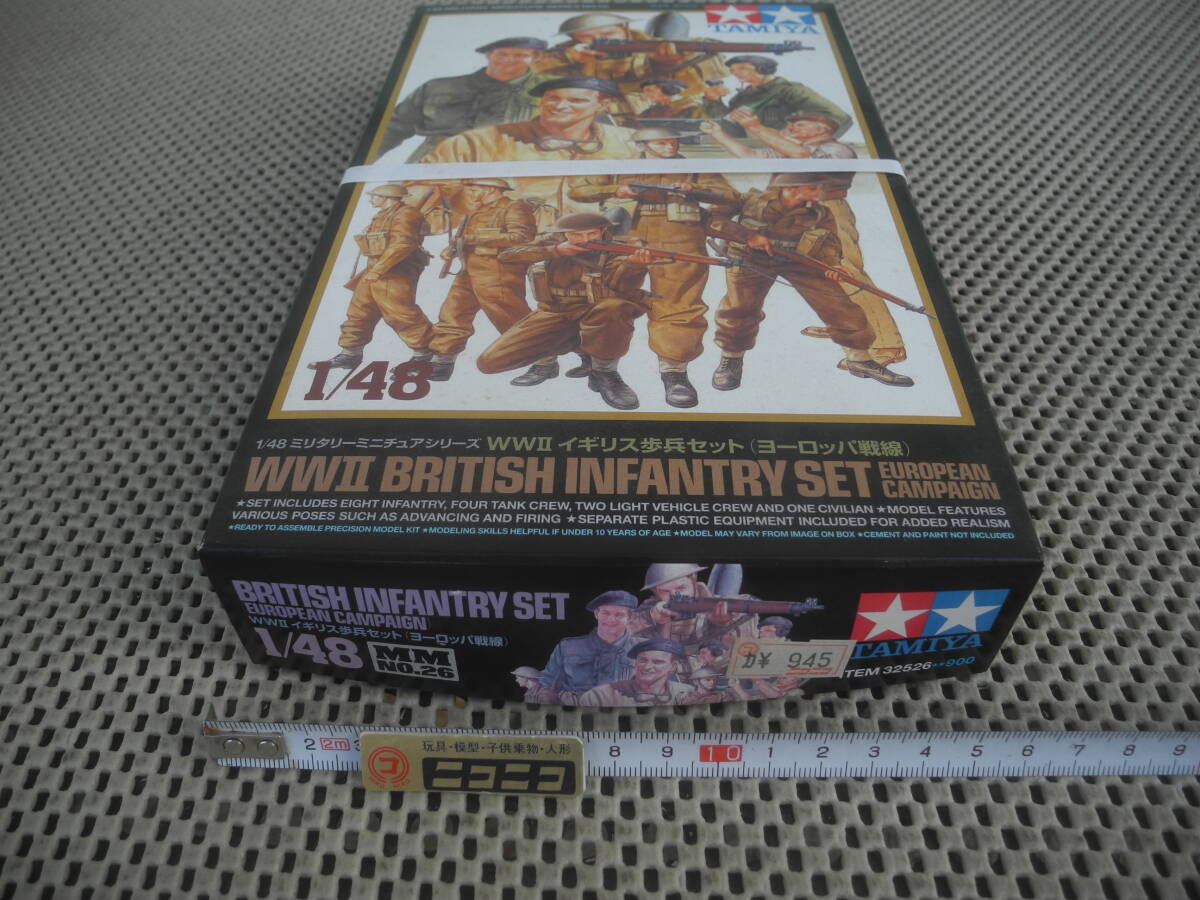 TAMIYA
1/48
1/48 ミリタリーミニチュアシリーズ WWⅡ イギリス歩兵セット(ヨーロッパ戦線)
WWⅡ BRITISH INFANTRY SET EUROPEAN CAMPAIGN
★SET INCLUDES EIGHT INFANTRY, FOUR TANK CREW, TWO LIGHT VEHICLE CREW AND ONE CIVILIAN ★MODEL FEATURES
VARIOUS POSES SUCH AS ADVANCING AND FIRING ★SEPARATE PLASTIC EQUIPMENT INCLUDED FOR ADDED REALISM
★READY TO ASSEMBLE PRECISION MODEL KIT ★MODELING SKILLS HELPFUL IF UNDER 10 YEARS OF AGE ★MODEL MAY VARY FROM IMAGE ON BOX ★CEMENT AND PAINT NOT INCLUDED
BRITISH INFANTRY SET
EUROPEAN CAMPAIGN
WWⅡ イギリス歩兵セット(ヨーロッパ戦線)
1/48 MM NO.26
¥ 945
TAMIYA
ITEM 32526 900
2 2m 3 8 9 10 1 2 3 4 5 6 7 8 9
玩具・模型・子供乗物・人形
コ ニコニコ